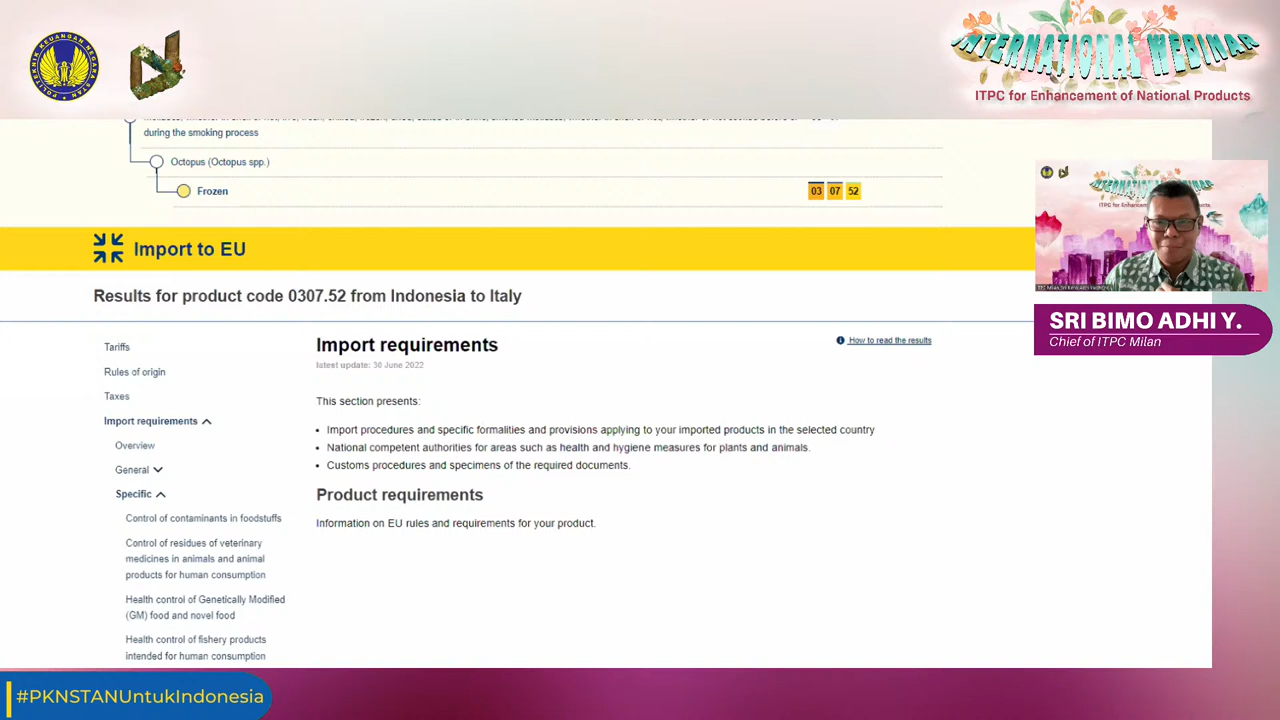 POLITEKNIK KEUANGAN NEGARA
STAN
INTERNATIONAL WEBINAR
ITPC for Enhancement of National Products
during the smoking process
Octopus (Octopus spp.)
Frozen
03 07 52
Import to EU
Results for product code 0307.52 from Indonesia to Italy
Tariffs
Rules of origin
Taxes
Import requirements
Overview
General
Specific
Control of contaminants in foodstuffs
Control of residues of veterinary
medicines in animals and animal
products for human consumption
Health control of Genetically Modified
(GM) food and novel food
Health control of fishery products
intended for human consumption
Import requirements
latest update: 30 June 2022
How to read the results
This section presents:
• Import procedures and specific formalities and provisions applying to your imported products in the selected country
• National competent authorities for areas such as health and hygiene measures for plants and animals.
• Customs procedures and specimens of the required documents.
Product requirements
Information on EU rules and requirements for your product.
INTERNATIONAL WEBINAR
SRI BIMO ADHI Y.
Chief of ITPC Milan
#PKNSTANUntukIndonesia